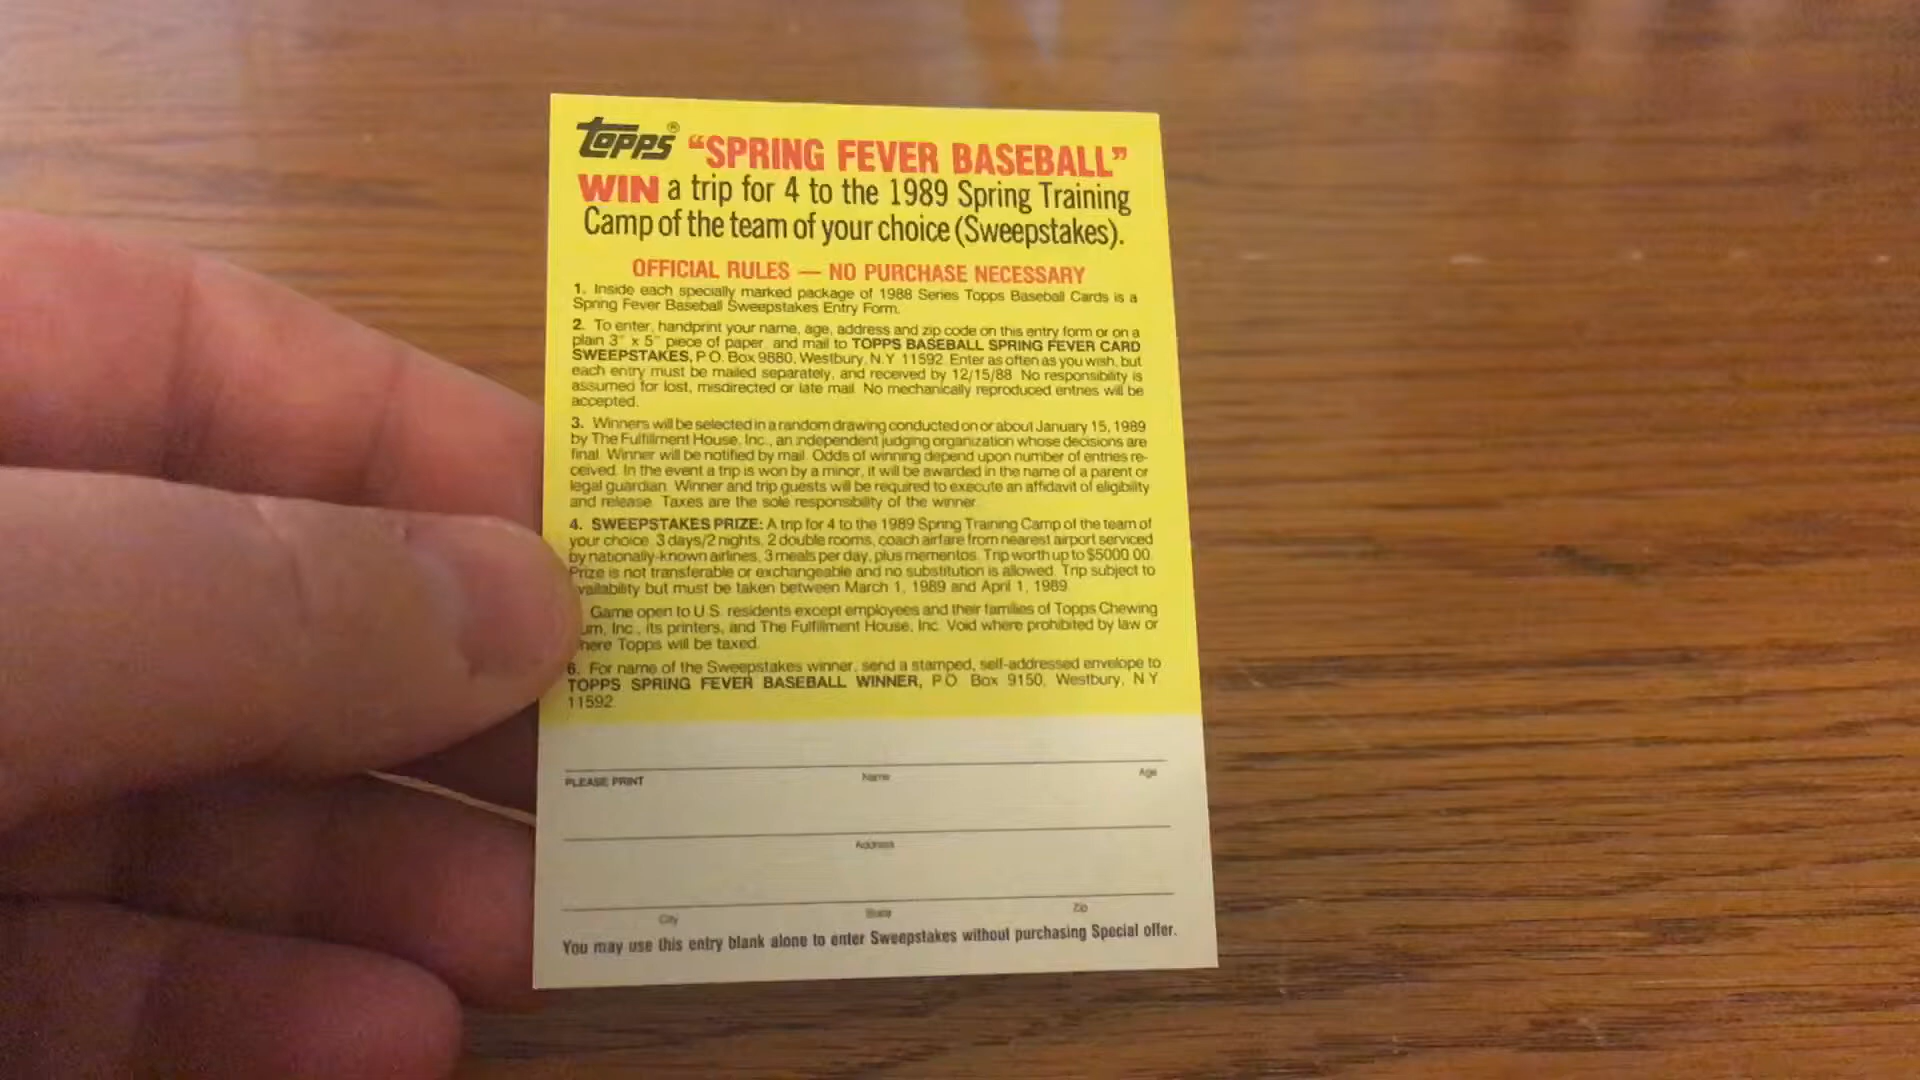 Topps® “SPRING FEVER BASEBALL”
WIN a trip for 4 to the 1989 Spring Training
Camp of the team of your choice (Sweepstakes).
OFFICIAL RULES — NO PURCHASE NECESSARY
1. Inside each specially marked package of 1988 Series Topps Baseball Cards is a
Spring Fever Baseball Sweepstakes Entry Form.
2. To enter, handprint your name, age, address and zip code on this entry form or on a
plain 3" x 5" piece of paper, and mail to TOPPS BASEBALL SPRING FEVER CARD
SWEEPSTAKES, P.O. Box 9880, Westbury, N.Y. 11592. Enter as often as you wish, but
each entry must be mailed separately, and received by 12/15/88. No responsibility is
assumed for lost, misdirected or late mail. No mechanically reproduced entries will be
accepted.
3. Winners will be selected in a random drawing conducted on or about January 15, 1989
by The Fulfillment House, Inc., an independent judging organization whose decisions are
final. Winner will be notified by mail. Odds of winning depend upon number of entries re-
ceived. In the event a trip is won by a minor, it will be awarded in the name of a parent or
legal guardian. Winner and trip guests will be required to execute an affidavit of eligibility
and release. Taxes are the sole responsibility of the winner.
4. SWEEPSTAKES PRIZE: A trip for 4 to the 1989 Spring Training Camp of the team of
your choice. 3 days/2 nights, 2 double rooms, coach airfare from nearest airport serviced
by nationally-known airlines, 3 meals per day, plus mementos. Trip worth up to $5000.00.
Prize is not transferable or exchangeable and no substitution is allowed. Trip subject to
vailability but must be taken between March 1, 1989 and April 1, 1989.
Game open to U.S. residents except employees and their families of Topps Chewing
um, Inc., its printers, and The Fulfillment House, Inc. Void where prohibited by law or
here Topps will be taxed.
6. For name of the Sweepstakes winner, send a stamped, self-addressed envelope to
TOPPS SPRING FEVER BASEBALL WINNER, P.O. Box 9150, Westbury, N.Y.
11592.
PLEASE PRINT Name Age
Address
City State Zip
You may use this entry blank alone to enter Sweepstakes without purchasing Special offer.